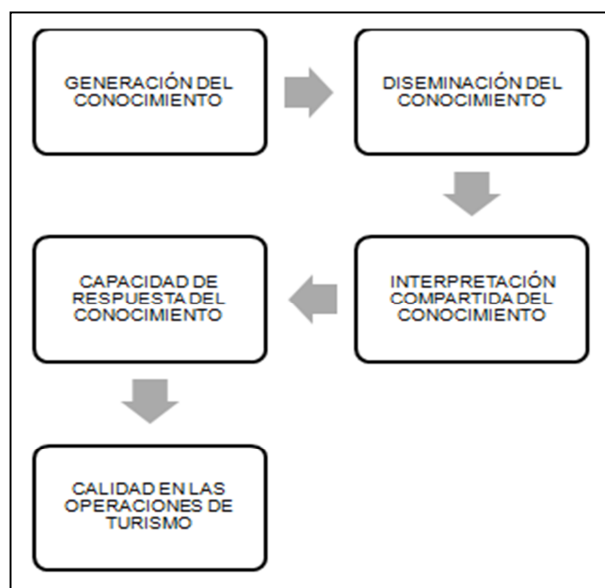 GENERACIÓN DEL
CONOCIMIENTO
DISEMINACIÓN DEL
CONOCIMIENTO
INTERPRETACIÓN
COMPARTIDA DEL
CONOCIMIENTO
CAPACIDAD DE
RESPUESTA DEL
CONOCIMIENTO
CALIDAD EN LAS
OPERACIONES DE
TURISMO